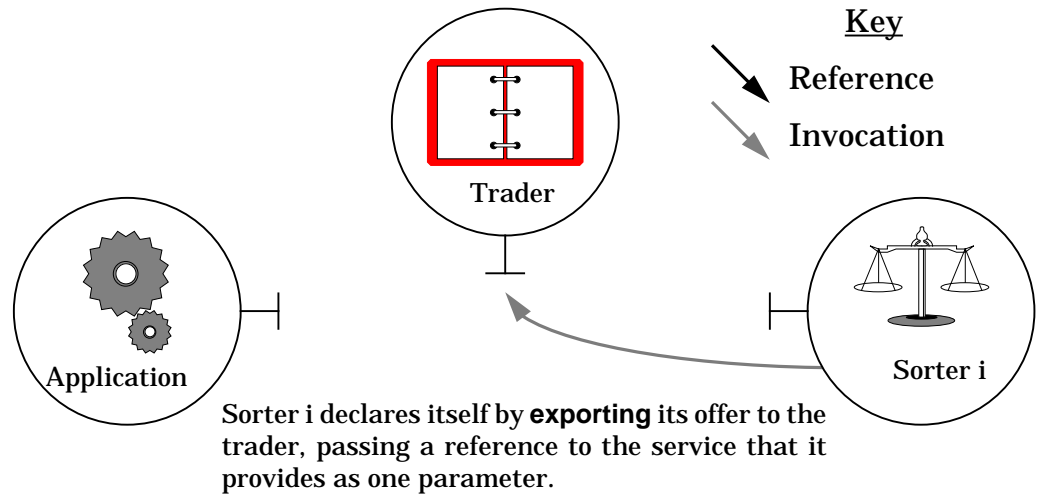 Key
Reference
Invocation
Trader
Application
Sorter i
Sorter i declares itself by exporting its offer to the
trader, passing a reference to the service that it
provides as one parameter.